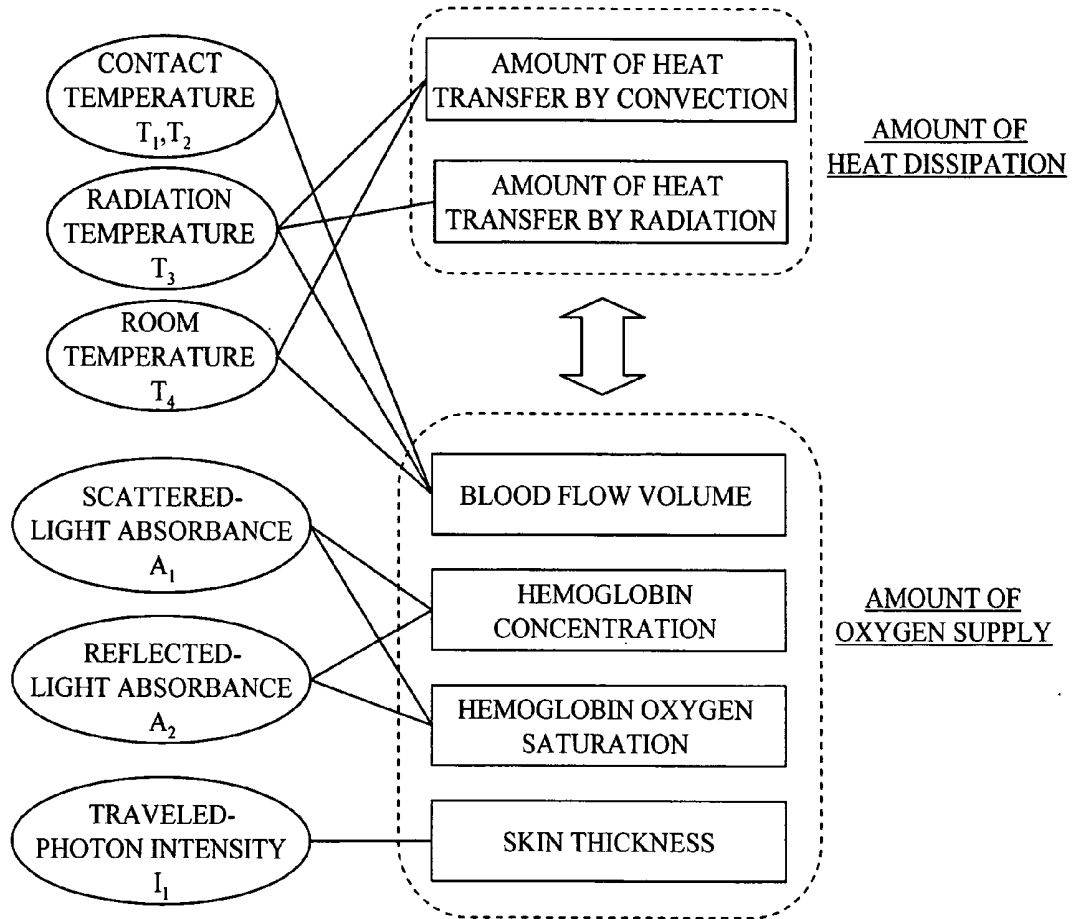 CONTACT
TEMPERATURE
T₁,T₂
RADIATION
TEMPERATURE
T₃
ROOM
TEMPERATURE
T₄
SCATTERED-
LIGHT ABSORBANCE
A₁
REFLECTED-
LIGHT ABSORBANCE
A₂
TRAVELED-
PHOTON INTENSITY
I₁
AMOUNT OF HEAT
TRANSFER BY CONVECTION
AMOUNT OF HEAT
TRANSFER BY RADIATION
BLOOD FLOW VOLUME
HEMOGLOBIN
CONCENTRATION
HEMOGLOBIN OXYGEN
SATURATION
SKIN THICKNESS
AMOUNT OF
HEAT DISSIPATION
AMOUNT OF
OXYGEN SUPPLY